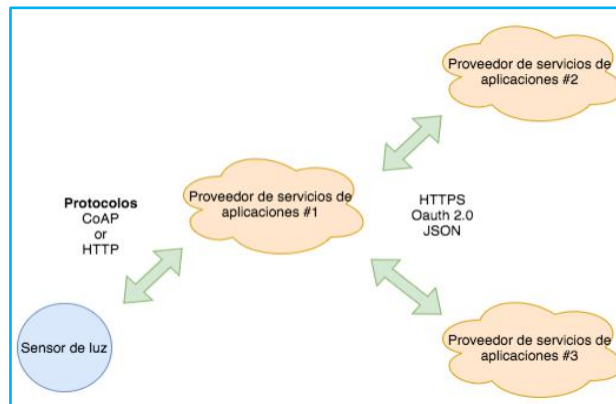 Proveedor de servicios de
aplicaciones #2
Proveedor de servicios de
aplicaciones #1
Protocolos
CoAP
or
HTTP
HTTPS
Oauth 2.0
JSON
Sensor de luz
Proveedor de servicios de
aplicaciones #3